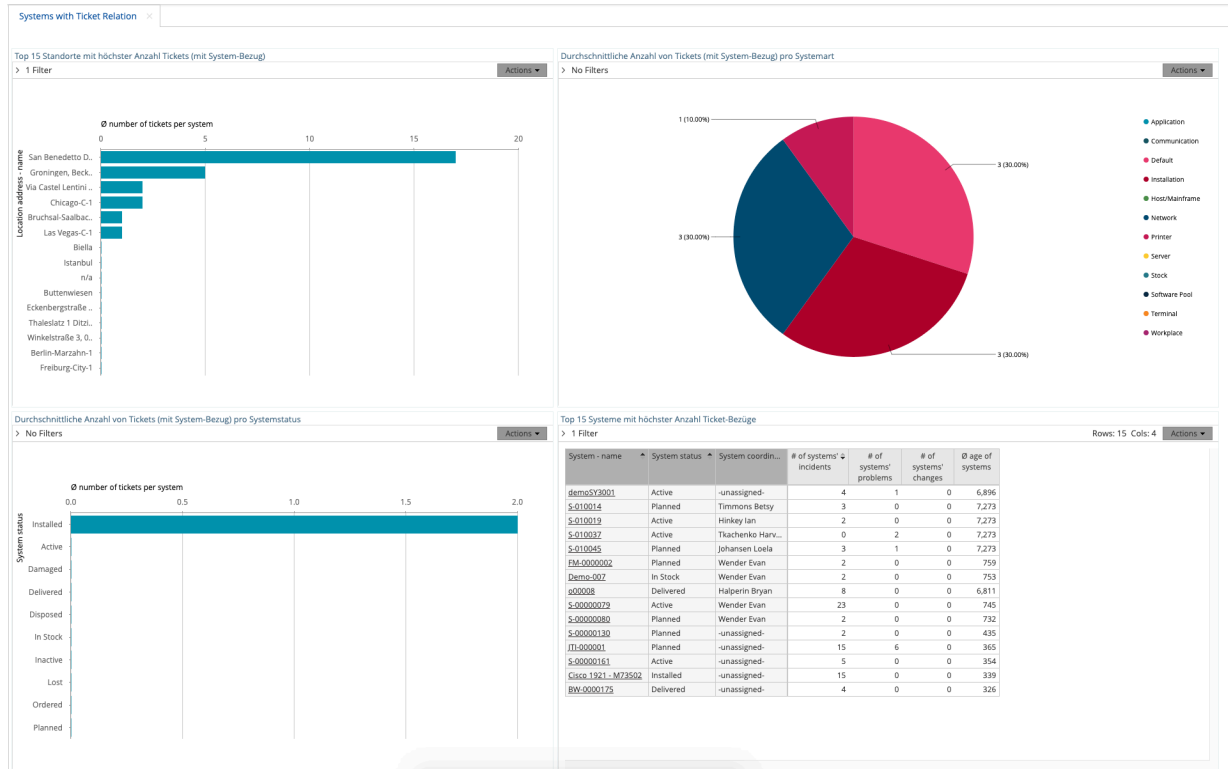 Systems with Ticket Relation ×
Top 15 Standorte mit höchster Anzahl Tickets (mit System-Bezug)
> 1 Filter Actions
Ø number of tickets per system
0 5 10 15 20
Location address - name
San Benedetto D..
Groningen, Beck..
Via Castel Lentini ..
Chicago-C-1
Bruchsal-Saalbac..
Las Vegas-C-1
Biella
Istanbul
n/a
Buttenwiesen
Eckenbergstraße ..
Thaleslatz 1 Ditzi..
Winkelstraße 3, 0..
Berlin-Marzahn-1
Freiburg-City-1
Durchschnittliche Anzahl von Tickets (mit System-Bezug) pro Systemart
> No Filters Actions
1 (10.00%)
3 (30.00%)
3 (30.00%)
3 (30.00%)
Application
Communication
Default
Installation
Host/Mainframe
Network
Printer
Server
Stock
Software Pool
Terminal
Workplace
Durchschnittliche Anzahl von Tickets (mit System-Bezug) pro Systemstatus
> No Filters Actions
Ø number of tickets per system
0.0 0.5 1.0 1.5 2.0
System status
Installed
Active
Damaged
Delivered
Disposed
In Stock
Inactive
Lost
Ordered
Planned
Top 15 Systeme mit höchster Anzahl Ticket-Bezüge
> 1 Filter Rows: 15 Cols: 4 Actions
System - name System status System coordin... # of systems' incidents # of systems' problems # of systems' changes Ø age of systems
demoSY3001 Active -unassigned- 4 1 0 6,896
S-010014 Planned Timmons Betsy 3 0 0 7,273
S-010019 Active Hinkey Ian 2 0 0 7,273
S-010037 Active Tkachenko Harv... 0 2 0 7,273
S-010045 Planned Johansen Loela 3 1 0 7,273
FM-0000002 Planned Wender Evan 2 0 0 759
Demo-007 In Stock Wender Evan 2 0 0 753
o00008 Delivered Halperin Bryan 8 0 0 6,811
S-00000079 Active Wender Evan 23 0 0 745
S-00000080 Planned Wender Evan 2 0 0 732
S-00000130 Planned -unassigned- 2 0 0 435
JTI-000001 Planned -unassigned- 15 6 0 365
S-00000161 Active -unassigned- 5 0 0 354
Cisco 1921 - M73502 Installed -unassigned- 15 0 0 339
BW-0000175 Delivered -unassigned- 4 0 0 326